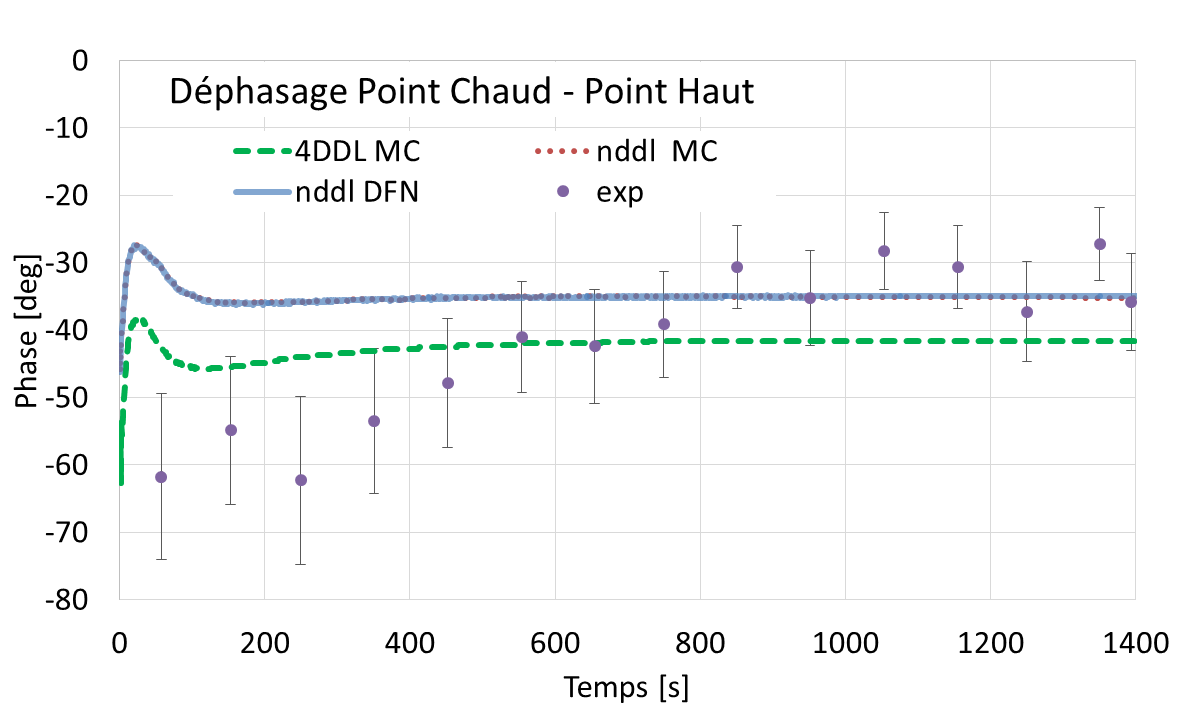 Déphasage Point Chaud - Point Haut
4DDL MC
nddl MC
nddl DFN
exp
Phase [deg]
0
-10
-20
-30
-40
-50
-60
-70
-80
0 200 400 600 800 1000 1200 1400
Temps [s]